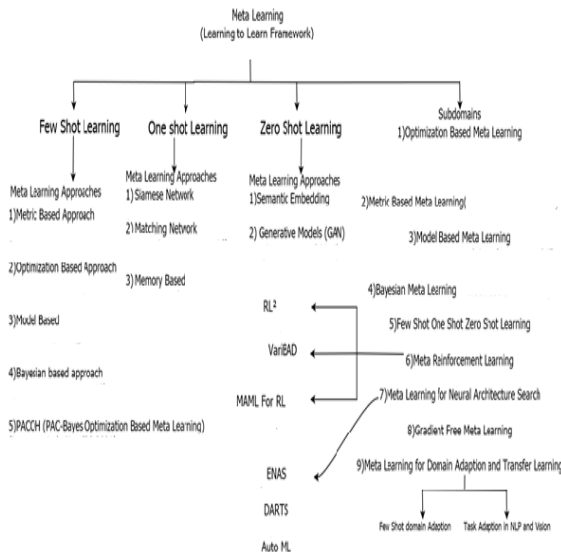 Meta Learning
(Learning to Learn Framework)
Few Shot Learning
One shot Learning
Zero Shot Learning
Subdomains
1)Optimization Based Meta Learning
Meta Learning Approaches
1)Metric Based Approach
2)Optimization Based Approach
3)Model Based
4)Bayesian based approach
5)PACCH (PAC-Bayes Optimization Based Meta Learning)
Meta Learning Approaches
1)Siamese Network
2)Matching Network
3)Memory Based
Meta Learning Approaches
1)Semantic Embedding
2) Generative Models (GAN)
RL²
VariBAD
MAML For RL
ENAS
DARTS
Auto ML
2)Metric Based Meta Learning(
3)Model Based Meta Learning
4)Bayesian Meta Learning
5)Few Shot One Shot Zero Shot Learning
6)Meta Reinforcement Learning
7)Meta Learning for Neural Architecture Search
8)Gradient Free Meta Learning
9)Meta Learning for Domain Adaption and Transfer Learning
Few Shot domain Adaption
Task Adaption in NLP and Vision